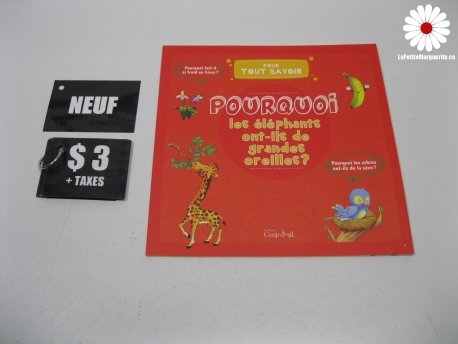 LaPetiteMarguerite.ca
NEUF
$3
+ TAXES
Pourquoi fait-il
si froid en hiver ?
POUR
TOUT SAVOIR
POURQUOI
les éléphants
ont-ils de
grandes
oreilles ?
Pourquoi les arbres
ont-ils de la sève ?
Coup d'œil